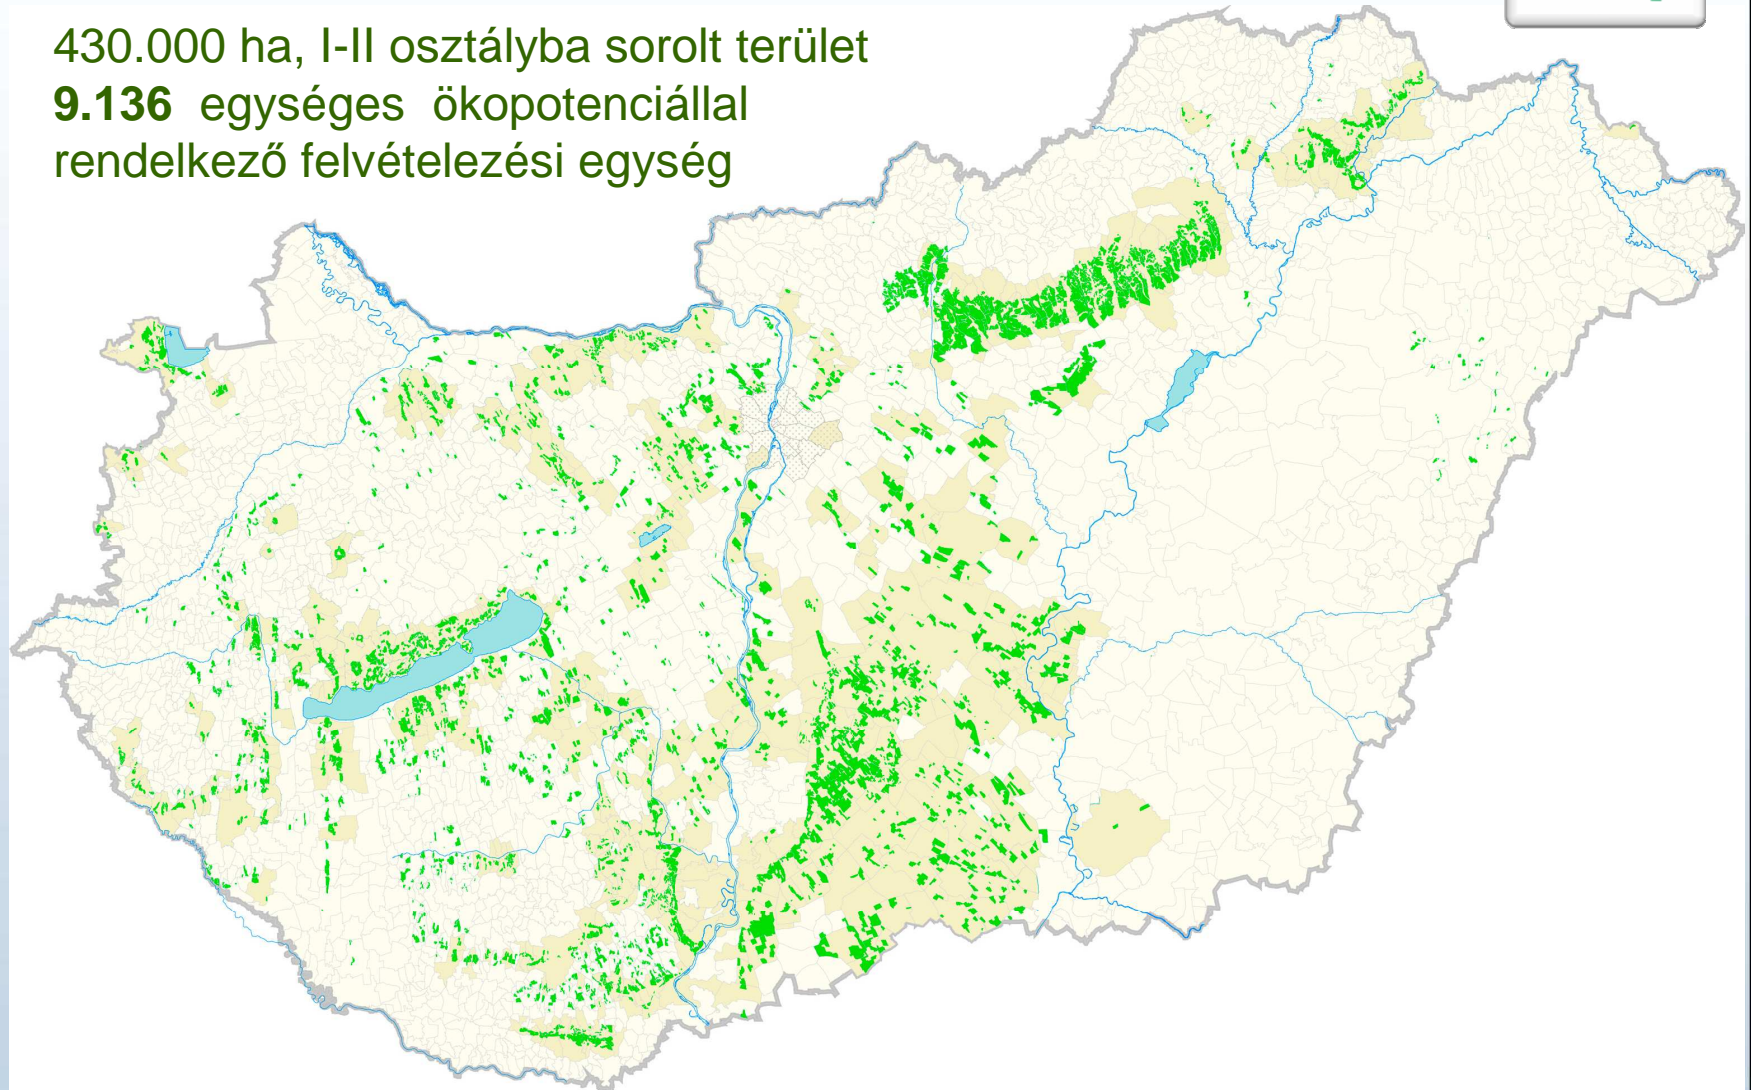 430.000 ha, I-II osztályba sorolt terület
9.136 egységes ökopotenciállal
rendelkező felvételezési egység